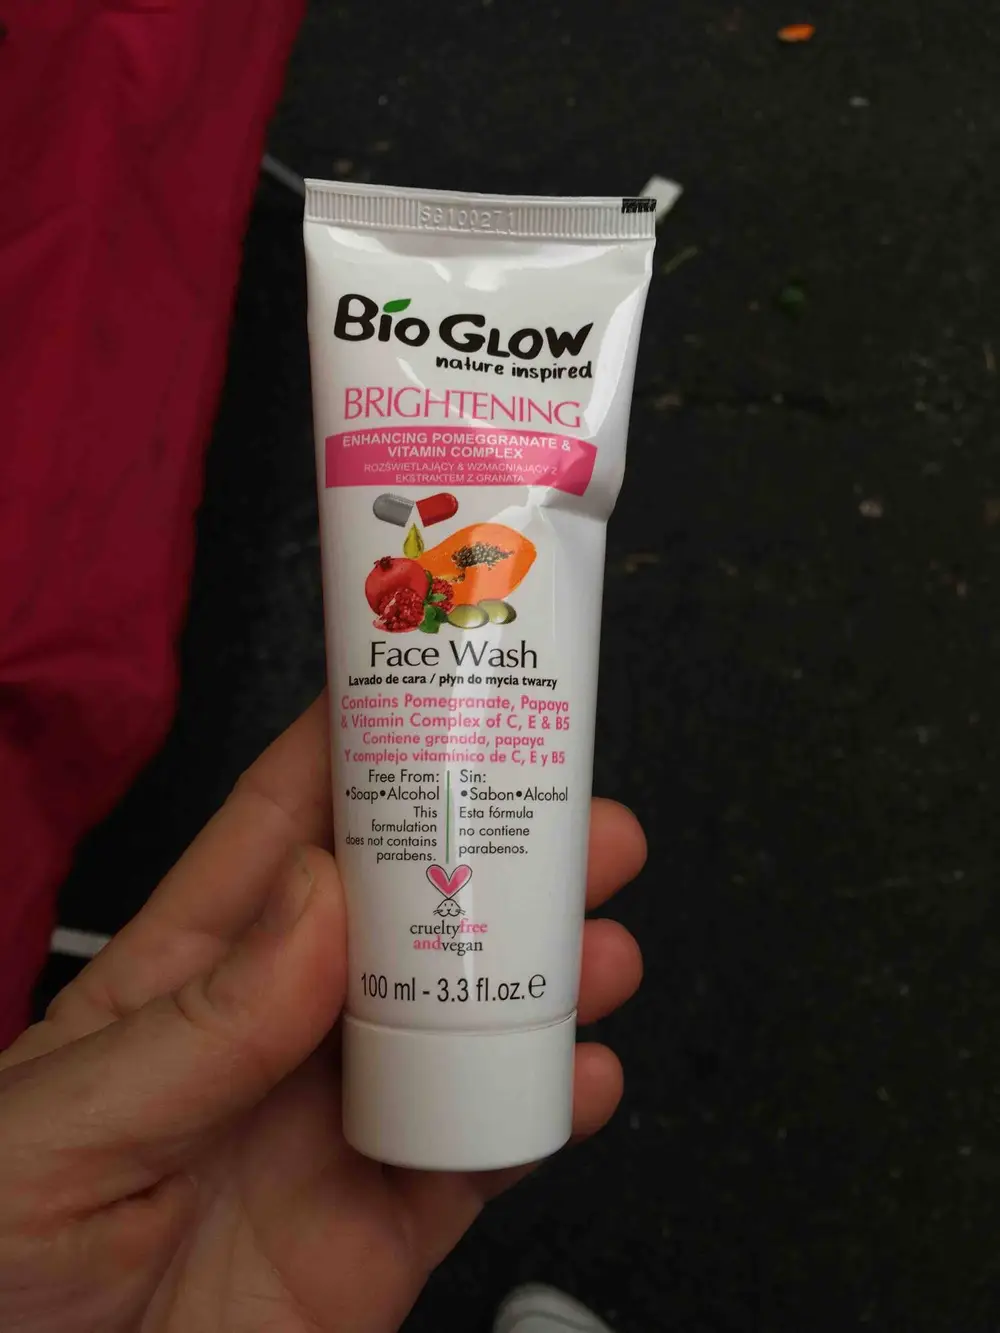 SG100271
Bio Glow
nature inspired
BRIGHTENING
ENHANCING POMEGGRANATE &
VITAMIN COMPLEX
ROZŚWIETLAJĄCY & WZMACNIAJĄCY Z
EKSTRAKTEM Z GRANATA
Face Wash
Lavado de cara / płyn do mycia twarzy
Contains Pomegranate, Papaya
& Vitamin Complex of C, E & B5
Contiene granada, papaya
Y complejo vitamínico de C, E y B5
Free From:
•Soap•Alcohol
This
formulation
does not contains
parabens.
Sin:
•Sabon•Alcohol
Esta fórmula
no contiene
parabenos.
crueltyfree
andvegan
100 ml - 3.3 fl.oz.℮